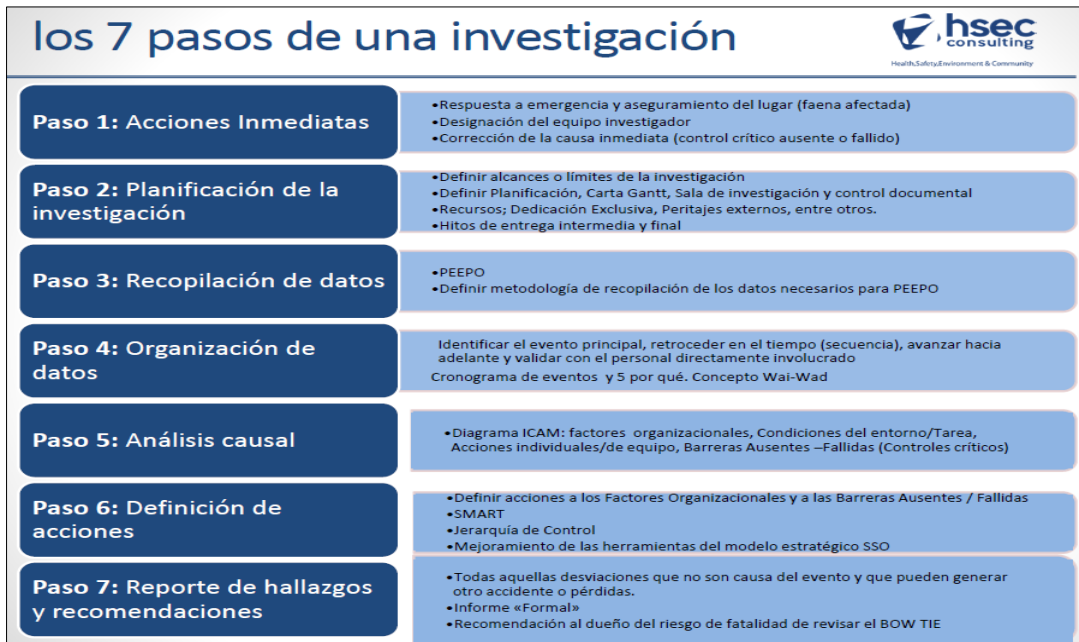 los 7 pasos de una investigación
hsec
consulting
Health,Safety,Environment & Community
Paso 1: Acciones Inmediatas
•Respuesta a emergencia y aseguramiento del lugar (faena afectada)
•Designación del equipo investigador
•Corrección de la causa inmediata (control crítico ausente o fallido)
Paso 2: Planificación de la
investigación
•Definir alcances o límites de la investigación
•Definir Planificación, Carta Gantt, Sala de investigación y control documental
•Recursos; Dedicación Exclusiva, Peritajes externos, entre otros.
•Hitos de entrega intermedia y final
Paso 3: Recopilación de datos
•PEEPO
•Definir metodología de recopilación de los datos necesarios para PEEPO
Paso 4: Organización de
datos
Identificar el evento principal, retroceder en el tiempo (secuencia), avanzar hacia
adelante y validar con el personal directamente involucrado
Cronograma de eventos y 5 por qué. Concepto Wai-Wad
Paso 5: Análisis causal
•Diagrama ICAM: factores organizacionales, Condiciones del entorno/Tarea,
Acciones individuales/de equipo, Barreras Ausentes –Fallidas (Controles críticos)
Paso 6: Definición de
acciones
•Definir acciones a los Factores Organizacionales y a las Barreras Ausentes / Fallidas
•SMART
•Jerarquía de Control
•Mejoramiento de las herramientas del modelo estratégico SSO
Paso 7: Reporte de hallazgos
y recomendaciones
•Todas aquellas desviaciones que no son causa del evento y que pueden generar
otro accidente o pérdidas.
•Informe «Formal»
•Recomendación al dueño del riesgo de fatalidad de revisar el BOW TIE